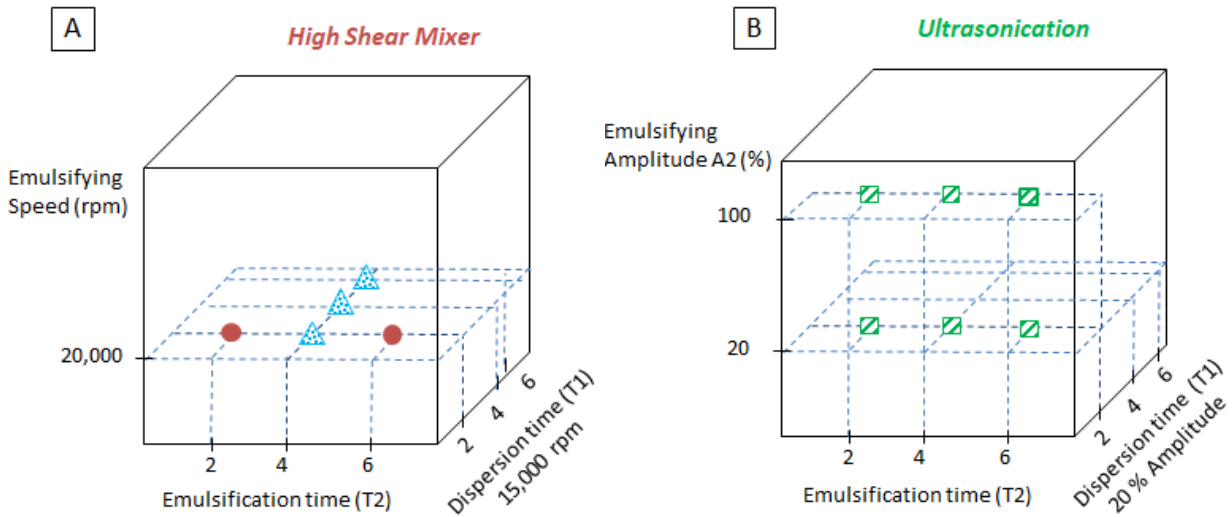 A
High Shear Mixer
Emulsifying
Speed (rpm)
20,000
2
4
6
Emulsification time (T2)
2
4
6
Dispersion time (T1)
15,000 rpm
B
Ultrasonication
Emulsifying
Amplitude A2 (%)
100
20
2
4
6
Emulsification time (T2)
2
4
6
Dispersion time (T1)
20 % Amplitude